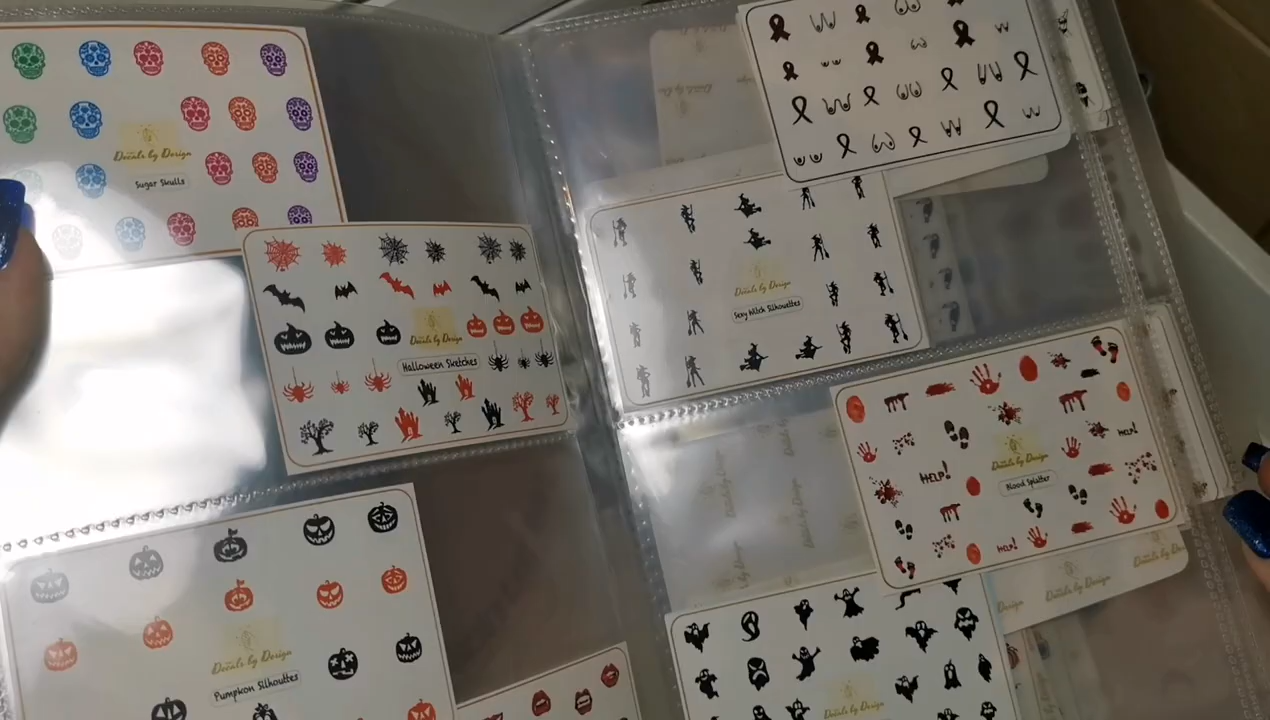 Decals by Design
Sugar Skulls
Decals by Design
Halloween Sketches
Decals by Design
Pumpkon Silhouttes
Decals by Design
Sexy Witch Silhouettes
HELP!
HELP!
Decals by Design
Blood Splatter
HELP!
Decals by Design
Decals by Design